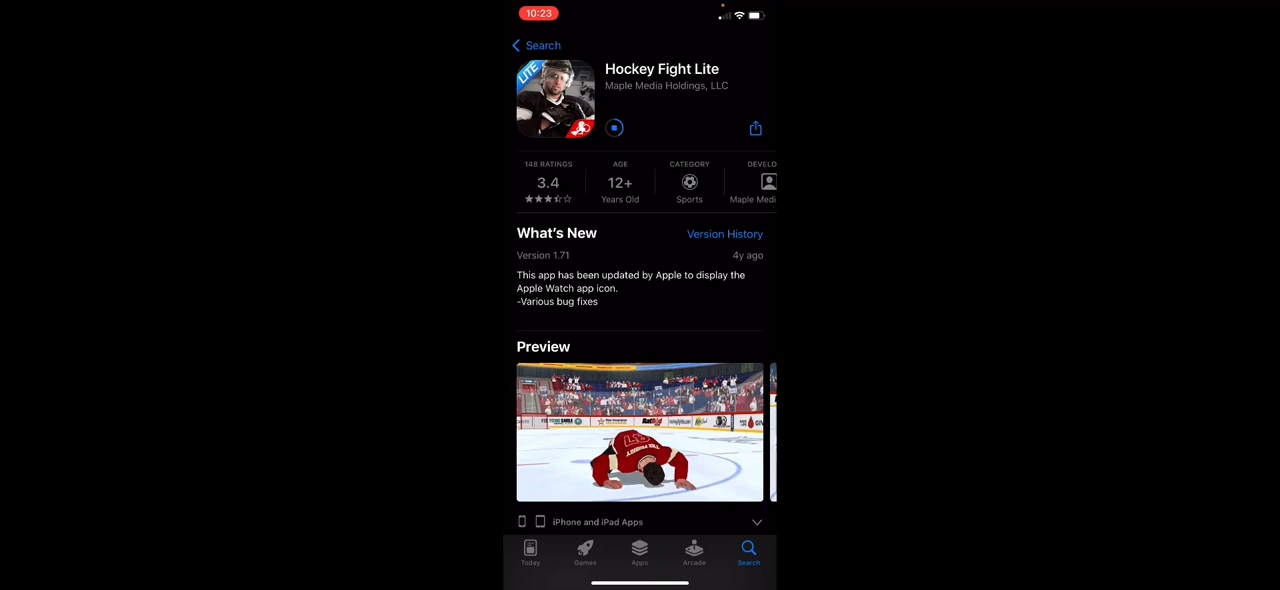 10:23
Search
LITE
Hockey Fight Lite
Maple Media Holdings, LLC
148 RATINGS
3.4
AGE
12+
Years Old
CATEGORY
Sports
DEVELO
Maple Medi
What's New
Version History
Version 1.71
4y ago
This app has been updated by Apple to display the
Apple Watch app icon.
-Various bug fixes
Preview
THE PRODIGY
iPhone and iPad Apps
Today
Games
Apps
Arcade
Search